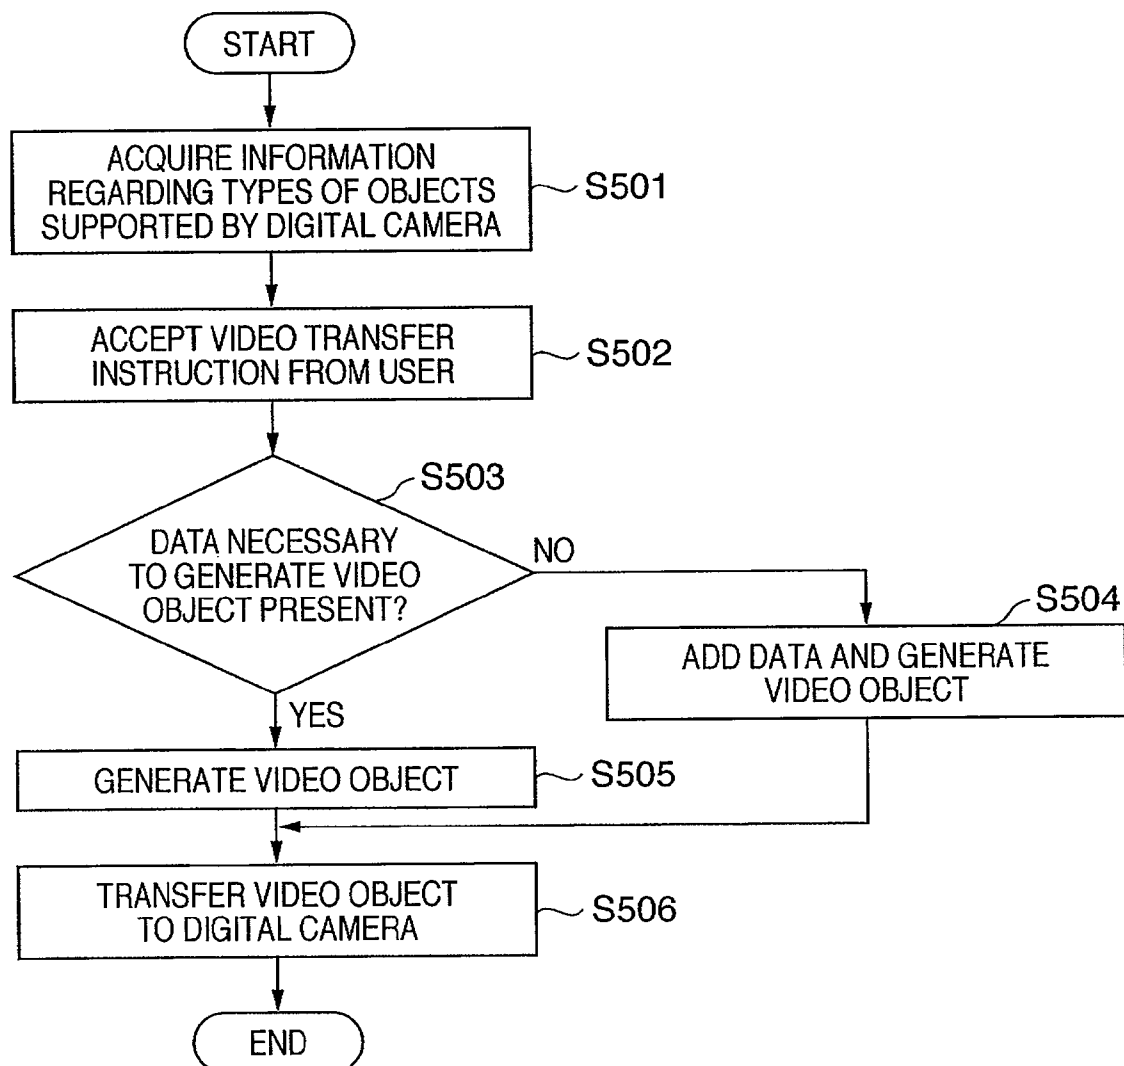 START
ACQUIRE INFORMATION
REGARDING TYPES OF OBJECTS
SUPPORTED BY DIGITAL CAMERA
S501
ACCEPT VIDEO TRANSFER
INSTRUCTION FROM USER
S502
S503
DATA NECESSARY
TO GENERATE VIDEO
OBJECT PRESENT?
NO
S504
ADD DATA AND GENERATE
VIDEO OBJECT
YES
GENERATE VIDEO OBJECT
S505
TRANSFER VIDEO OBJECT
TO DIGITAL CAMERA
S506
END